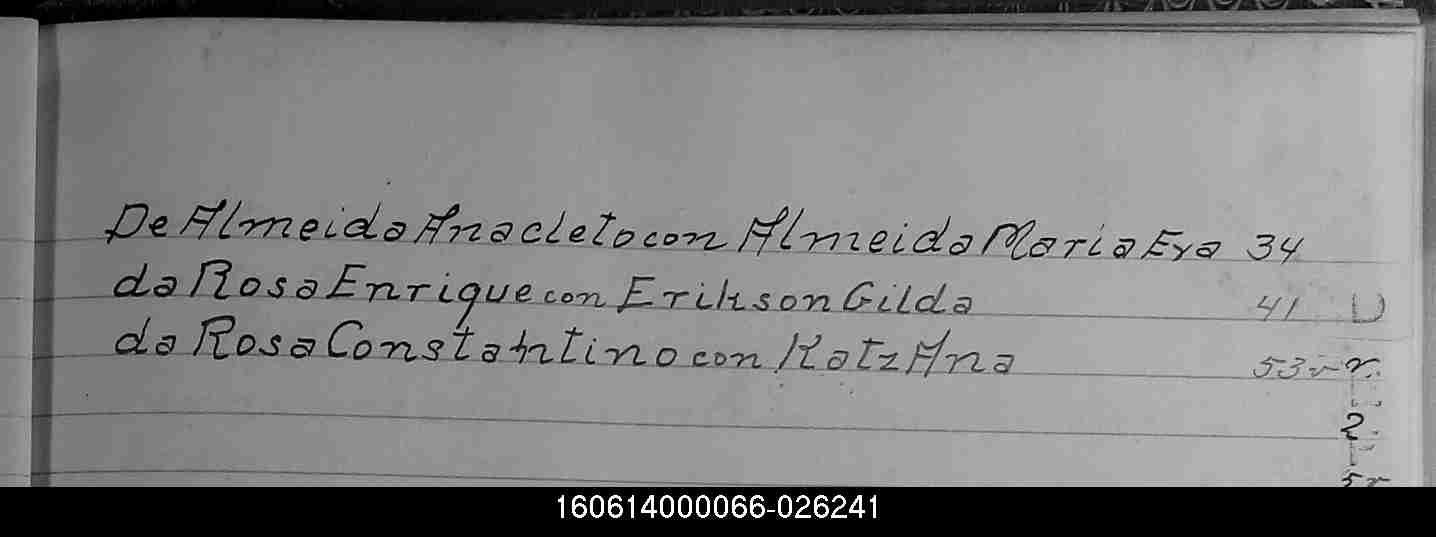 De Almeida Anacleto con Almeida Maria Eva 34
da Rosa Enrique con Erikson Gilda 41 D
da Rosa Constantino con Katz Ana 53 v
2
160614000066-026241